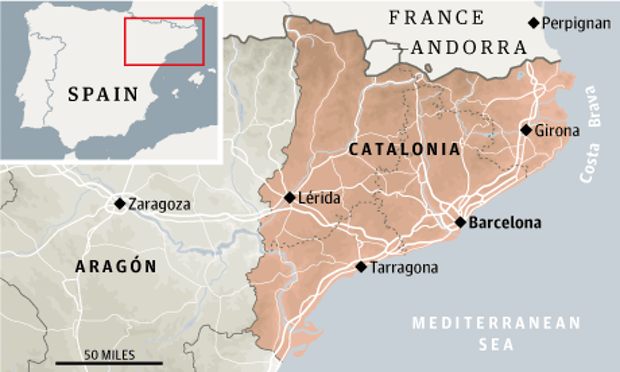 SPAIN
FRANCE
ANDORRA
Perpignan
Girona
Costa Brava
CATALONIA
Lérida
Zaragoza
Barcelona
ARAGÓN
Tarragona
MEDITERRANEAN
SEA
50 MILES